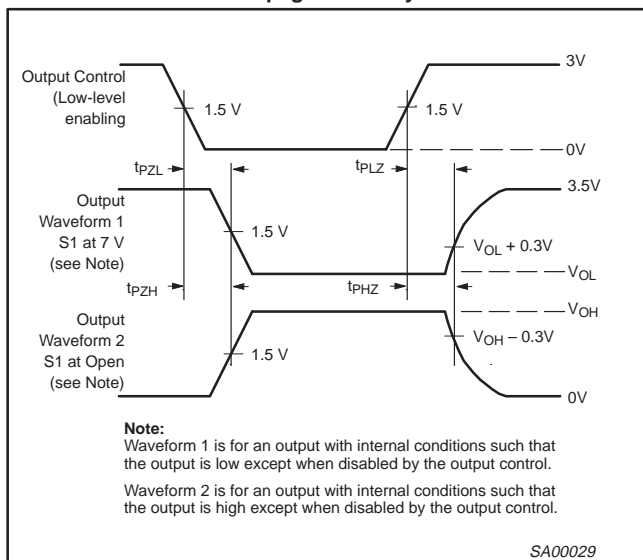 3V
Output Control
(Low-level
enabling
1.5 V
1.5 V
0V
tPZL
tPLZ
Output
Waveform 1
S1 at 7 V
(see Note)
3.5V
1.5 V
VOL + 0.3V
VOL
tPZH
tPHZ
VOH
Output
Waveform 2
S1 at Open
(see Note)
VOH – 0.3V
1.5 V
0V
Note:
Waveform 1 is for an output with internal conditions such that
the output is low except when disabled by the output control.
Waveform 2 is for an output with internal conditions such that
the output is high except when disabled by the output control.
SA00029